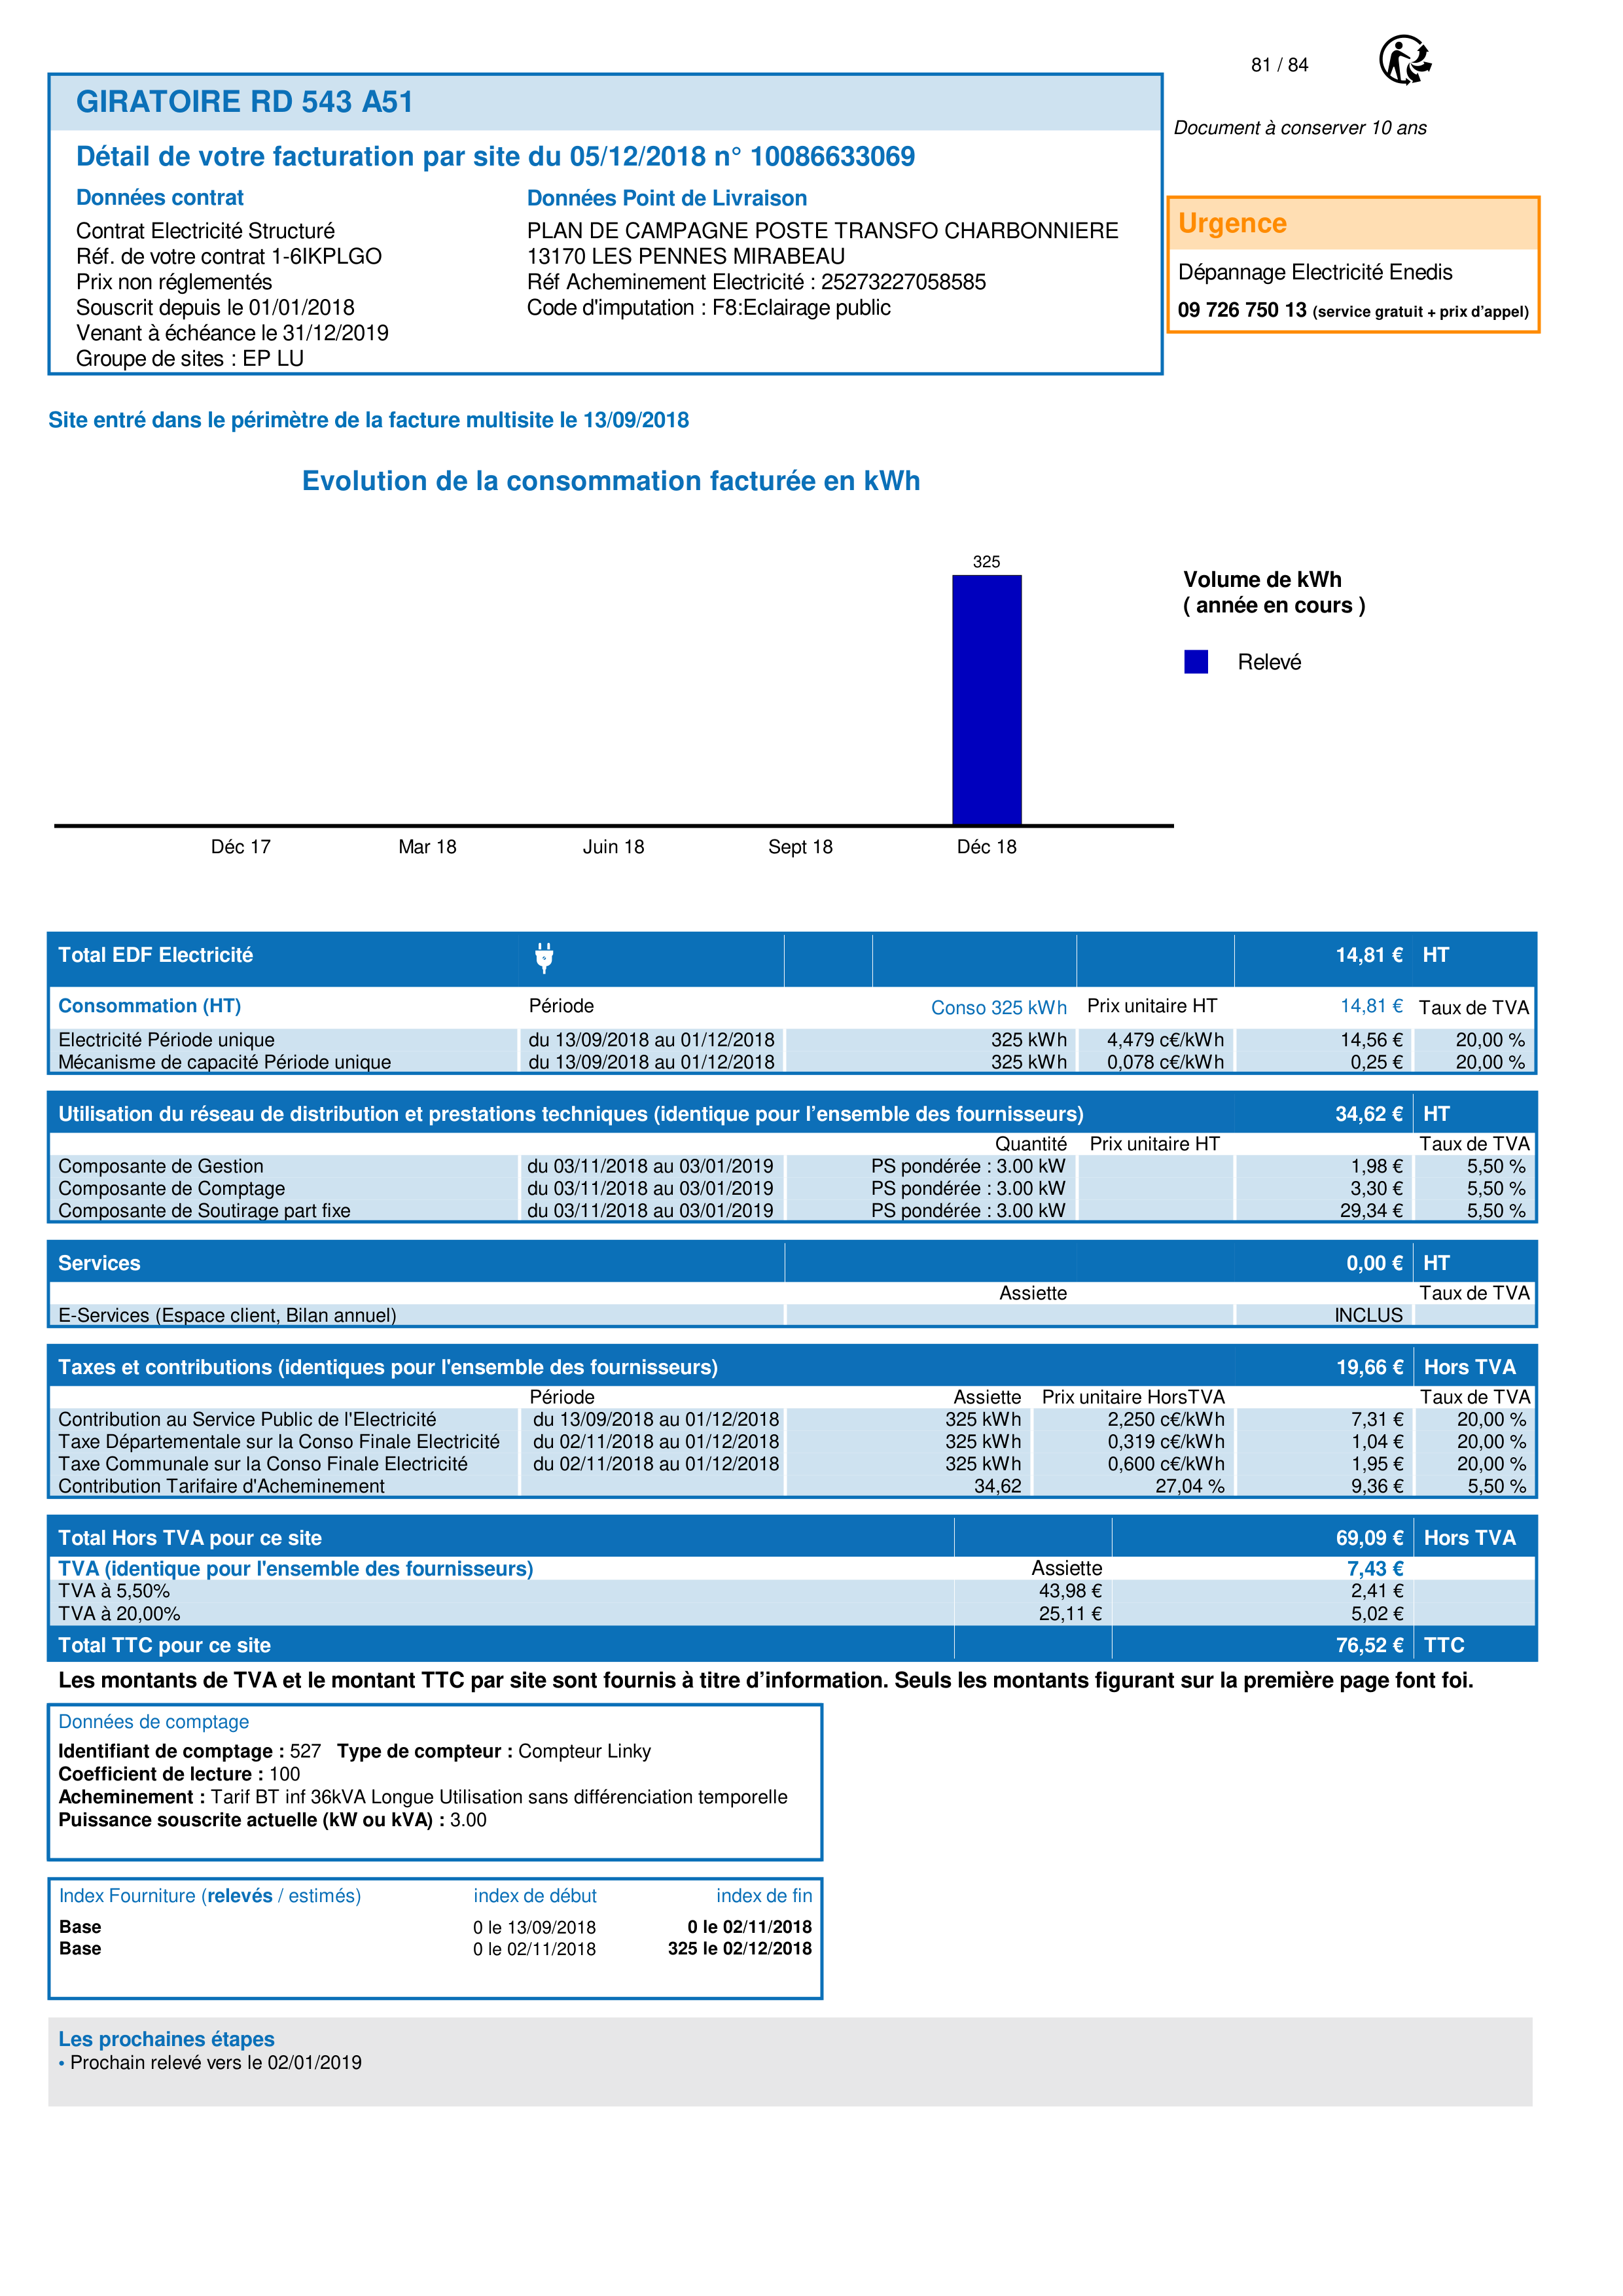 81 / 84
GIRATOIRE RD 543 A51
Document à conserver 10 ans
Détail de votre facturation par site du 05/12/2018 n° 10086633069
Données contrat
Contrat Electricité Structuré
Réf. de votre contrat 1-6IKPLGO
Prix non réglementés
Souscrit depuis le 01/01/2018
Venant à échéance le 31/12/2019
Groupe de sites : EP LU
Données Point de Livraison
PLAN DE CAMPAGNE POSTE TRANSFO CHARBONNIERE
13170 LES PENNES MIRABEAU
Réf Acheminement Electricité : 25273227058585
Code d'imputation : F8:Eclairage public
Urgence
Dépannage Electricité Enedis
09 726 750 13 (service gratuit + prix d'appel)
Site entré dans le périmètre de la facture multisite le 13/09/2018
Evolution de la consommation facturée en kWh
325
Volume de kWh
( année en cours )
Relevé
Déc 17 Mar 18 Juin 18 Sept 18 Déc 18
Total EDF Electricité 14,81 € HT
Consommation (HT) Période Conso 325 kWh Prix unitaire HT 14,81 € Taux de TVA
Electricité Période unique du 13/09/2018 au 01/12/2018 325 kWh 4,479 c€/kWh 14,56 € 20,00 %
Mécanisme de capacité Période unique du 13/09/2018 au 01/12/2018 325 kWh 0,078 c€/kWh 0,25 € 20,00 %
Utilisation du réseau de distribution et prestations techniques (identique pour l'ensemble des fournisseurs) 34,62 € HT
Quantité Prix unitaire HT Taux de TVA
Composante de Gestion du 03/11/2018 au 03/01/2019 PS pondérée : 3.00 kW 1,98 € 5,50 %
Composante de Comptage du 03/11/2018 au 03/01/2019 PS pondérée : 3.00 kW 3,30 € 5,50 %
Composante de Soutirage part fixe du 03/11/2018 au 03/01/2019 PS pondérée : 3.00 kW 29,34 € 5,50 %
Services 0,00 € HT
Assiette Taux de TVA
E-Services (Espace client, Bilan annuel) INCLUS
Taxes et contributions (identiques pour l'ensemble des fournisseurs) 19,66 € Hors TVA
Période Assiette Prix unitaire HorsTVA Taux de TVA
Contribution au Service Public de l'Electricité du 13/09/2018 au 01/12/2018 325 kWh 2,250 c€/kWh 7,31 € 20,00 %
Taxe Départementale sur la Conso Finale Electricité du 02/11/2018 au 01/12/2018 325 kWh 0,319 c€/kWh 1,04 € 20,00 %
Taxe Communale sur la Conso Finale Electricité du 02/11/2018 au 01/12/2018 325 kWh 0,600 c€/kWh 1,95 € 20,00 %
Contribution Tarifaire d'Acheminement 34,62 27,04 % 9,36 € 5,50 %
Total Hors TVA pour ce site 69,09 € Hors TVA
TVA (identique pour l'ensemble des fournisseurs) Assiette 7,43 €
TVA à 5,50% 43,98 € 2,41 €
TVA à 20,00% 25,11 € 5,02 €
Total TTC pour ce site 76,52 € TTC
Les montants de TVA et le montant TTC par site sont fournis à titre d'information. Seuls les montants figurant sur la première page font foi.
Données de comptage
Identifiant de comptage : 527 Type de compteur : Compteur Linky
Coefficient de lecture : 100
Acheminement : Tarif BT inf 36kVA Longue Utilisation sans différenciation temporelle
Puissance souscrite actuelle (kW ou kVA) : 3.00
Index Fourniture (relevés / estimés) index de début index de fin
Base 0 le 13/09/2018 0 le 02/11/2018
Base 0 le 02/11/2018 325 le 02/12/2018
Les prochaines étapes
• Prochain relevé vers le 02/01/2019